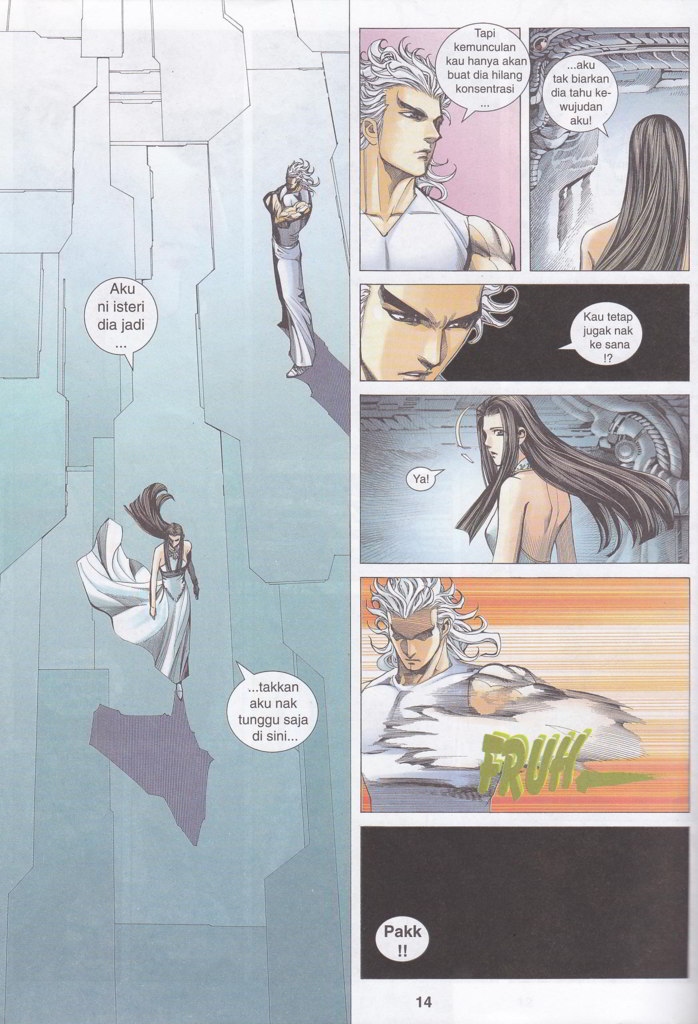 Aku
ni isteri
dia jadi
...
...takkan
aku nak
tunggu saja
di sini...
Tapi
kemunculan
kau hanya akan
buat dia hilang
konsentrasi
...
...aku
tak biarkan
dia tahu ke-
wujudan
aku!
Kau tetap
jugak nak
ke sana
!?
Ya!
FRUH
Pakk
!!
14